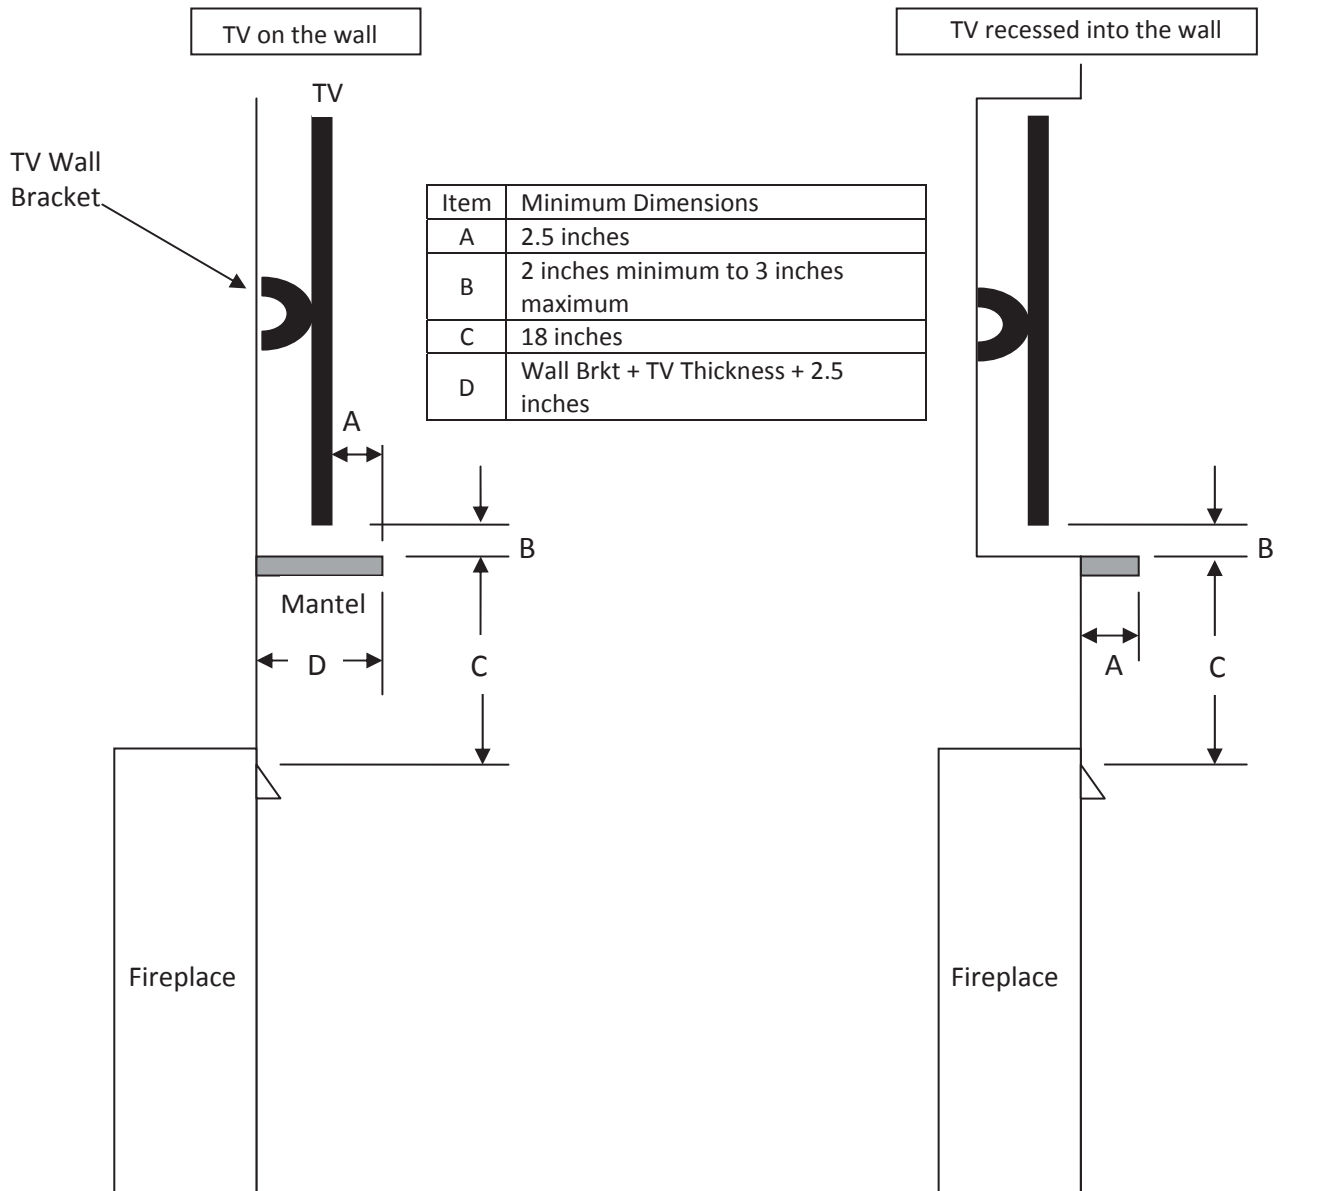 TV on the wall
TV recessed into the wall
TV
TV Wall
Bracket
Item Minimum Dimensions
A 2.5 inches
B 2 inches minimum to 3 inches
maximum
C 18 inches
D Wall Brkt + TV Thickness + 2.5
inches
A
B
B
Mantel
D
C
A
C
Fireplace
Fireplace